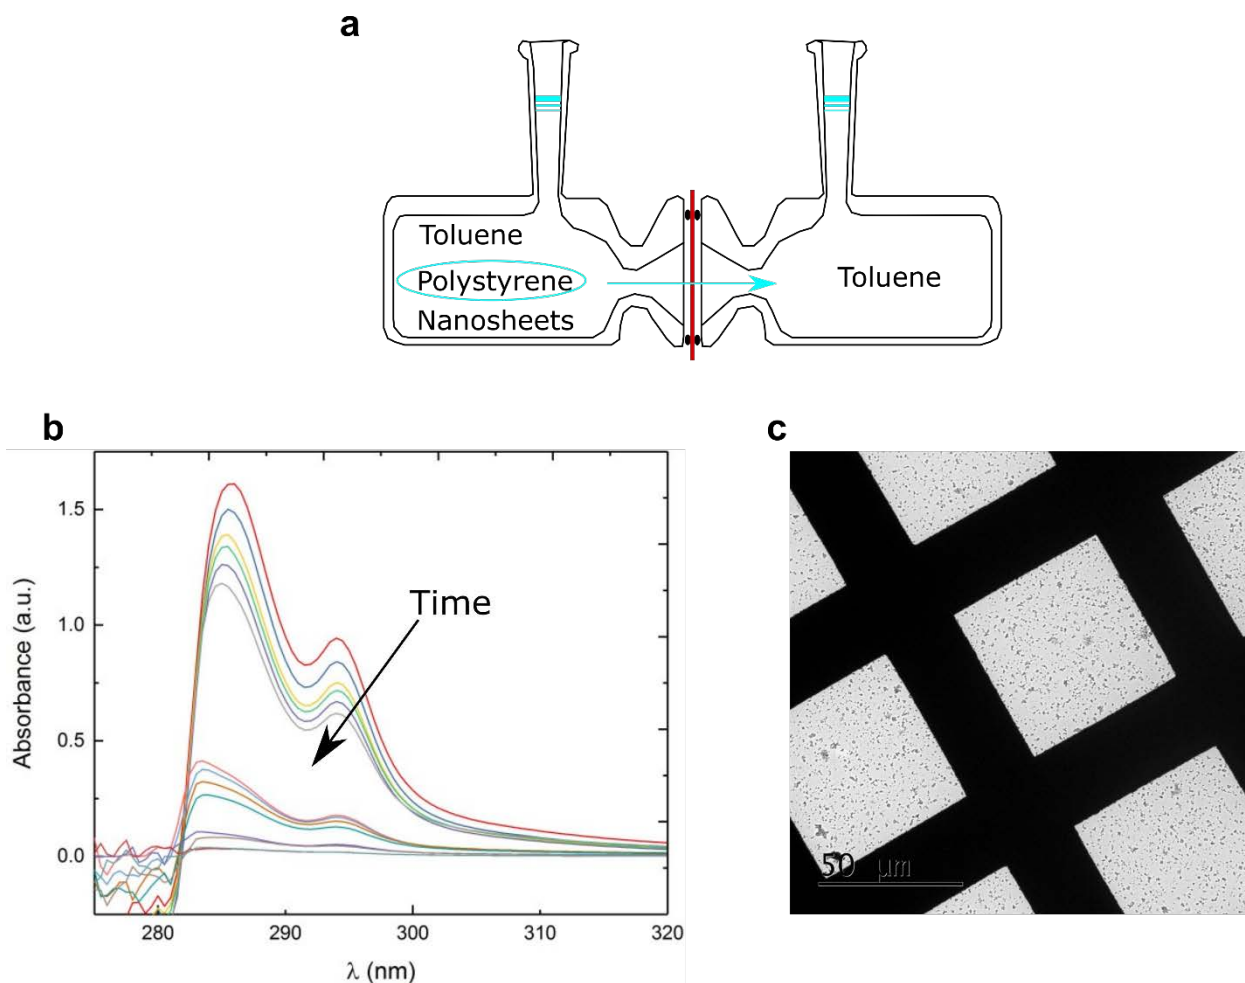 a
Toluene
Polystyrene
Nanosheets
Toluene
b
Absorbance (a.u.)
1.5
1.0
0.5
0.0
Time
280
290
300
310
320
λ (nm)
c
50 μm